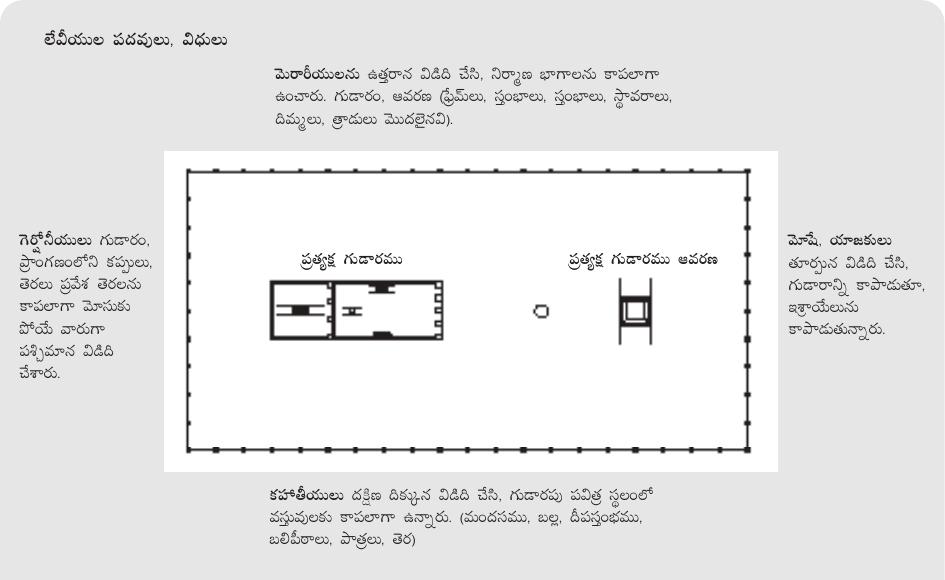 లేవీయుల పదవులు, విధులు
మెరారీయులను ఉత్తరాన విడిది చేసి, నిర్మాణ భాగాలను కాపలాగా
ఉంచారు. గుడారం, ఆవరణ (ఫ్రేమ్‌లు, స్తంభాలు, స్తంభాలు, స్థావరాలు,
దిమ్మలు, త్రాడులు మొదలైనవి).
గెర్షోనీయులు గుడారం,
ప్రాంగణంలోని కప్పులు,
తెరలు ప్రవేశ తెరలను
కాపలాగా మోసుకు
పోయే వారుగా
పశ్చిమాన విడిది
చేశారు.
ప్రత్యక్ష గుడారము
ప్రత్యక్ష గుడారము ఆవరణ
మోషే, యాజకులు
తూర్పున విడిది చేసి,
గుడారాన్ని కాపాడుతూ,
ఇశ్రాయేలును
కాపాడుతున్నారు.
కహాతీయులు దక్షిణ దిక్కున విడిది చేసి, గుడారపు పవిత్ర స్థలంలో
వస్తువులకు కాపలాగా ఉన్నారు. (మందసము, బల్ల, దీపస్తంభము,
బలిపీఠాలు, పాత్రలు, తెర)